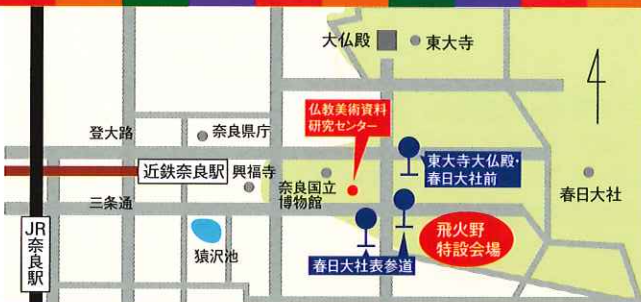 大仏殿
東大寺
仏教美術資料
研究センター
登大路
奈良県庁
近鉄奈良駅
興福寺
奈良国立
博物館
東大寺大仏殿・
春日大社前
春日大社
三条通
JR奈良駅
猿沢池
飛火野
特設会場
春日大社表参道